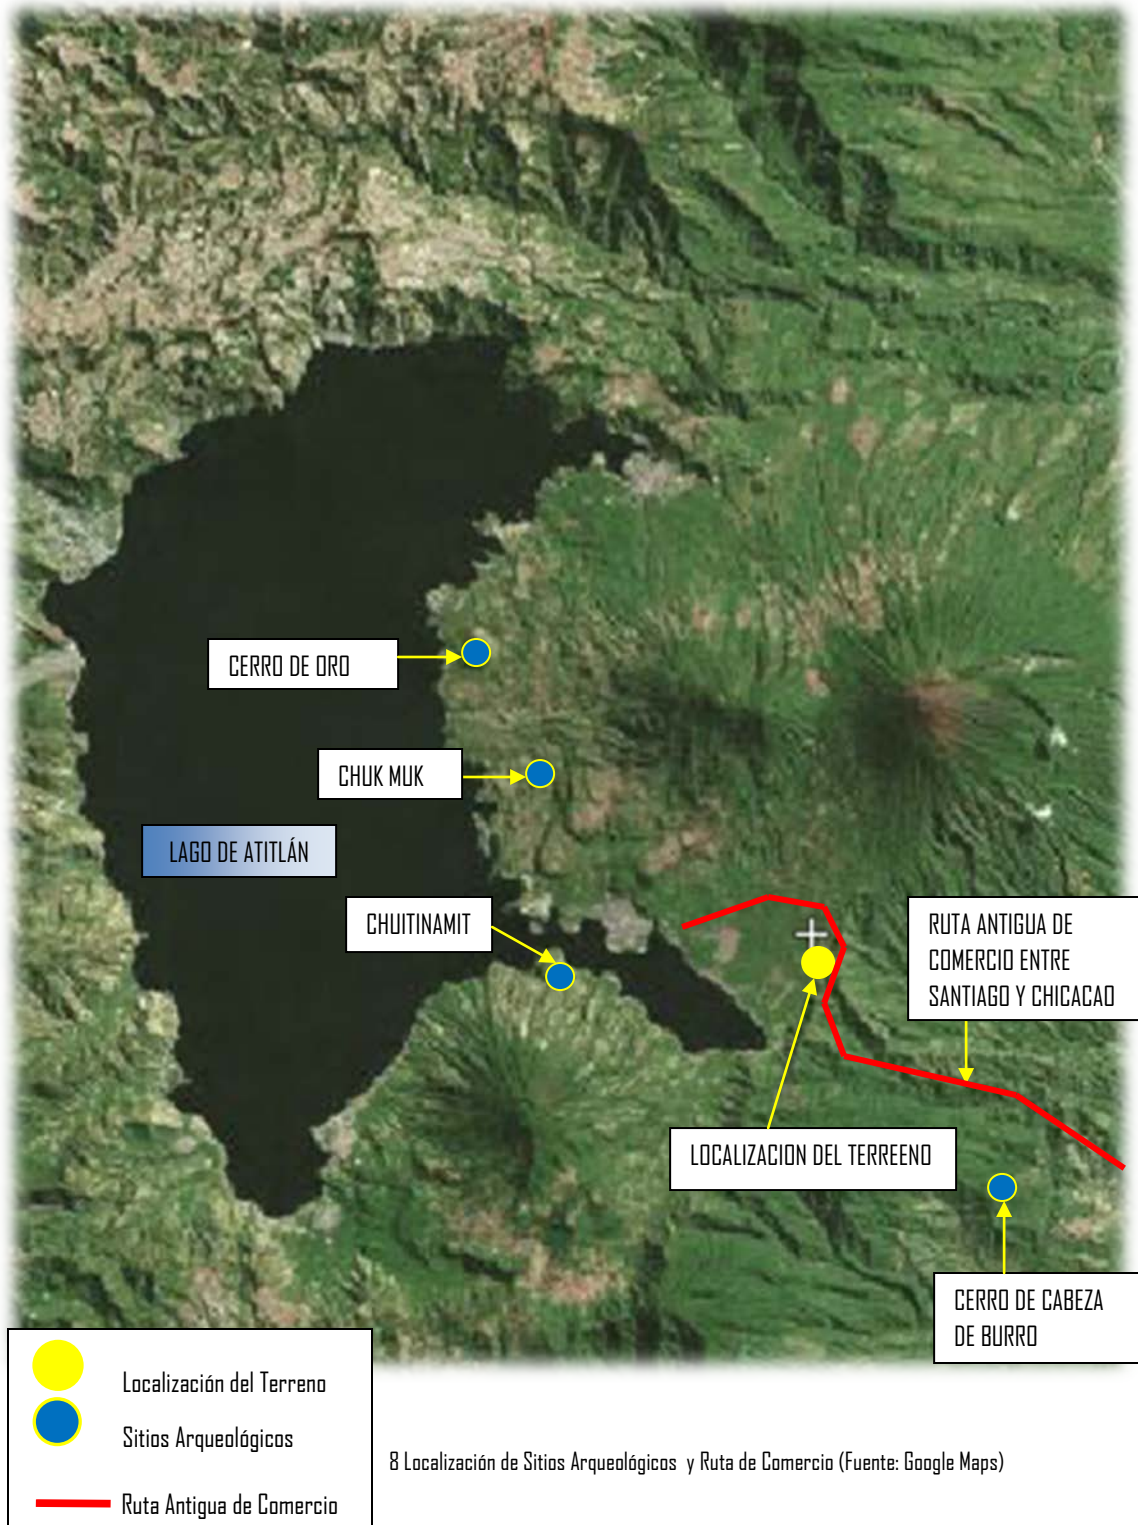 CERRO DE ORO
CHUK MUK
LAGO DE ATITLÁN
CHUITINAMIT
RUTA ANTIGUA DE
COMERCIO ENTRE
SANTIAGO Y CHICACAO
LOCALIZACION DEL TERREENO
CERRO DE CABEZA
DE BURRO
Localización del Terreno
Sitios Arqueológicos
Ruta Antigua de Comercio
8 Localización de Sitios Arqueológicos y Ruta de Comercio (Fuente: Google Maps)